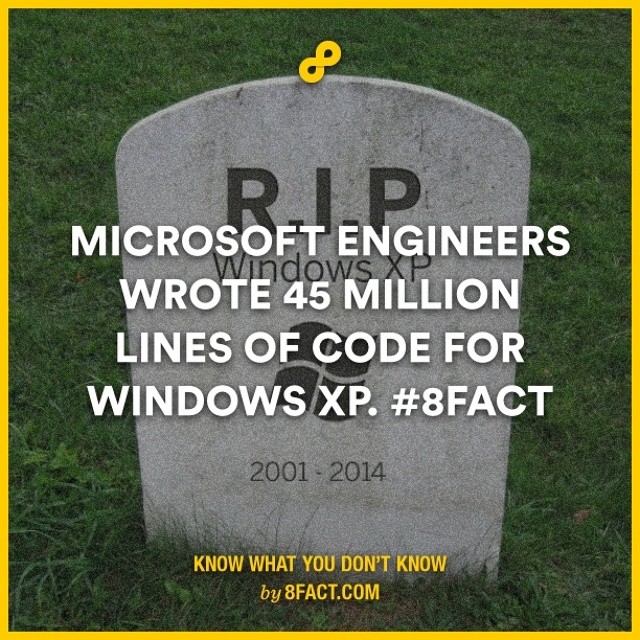 R.I.P
Windows XP
MICROSOFT ENGINEERS
WROTE 45 MILLION
LINES OF CODE FOR
WINDOWS XP. #8FACT
2001 - 2014
KNOW WHAT YOU DON'T KNOW
by 8FACT.COM